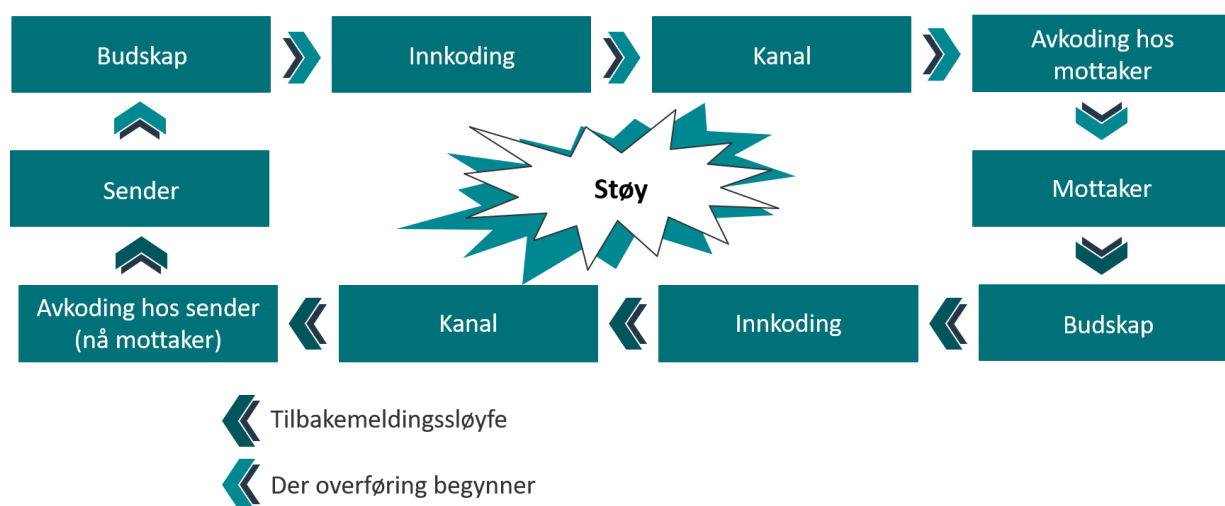 Budskap
Innkoding
Kanal
Avkoding hos
mottaker
Sender
Støy
Mottaker
Avkoding hos sender
(nå mottaker)
Kanal
Innkoding
Budskap
Tilbakemeldingssløyfe
Der overføring begynner